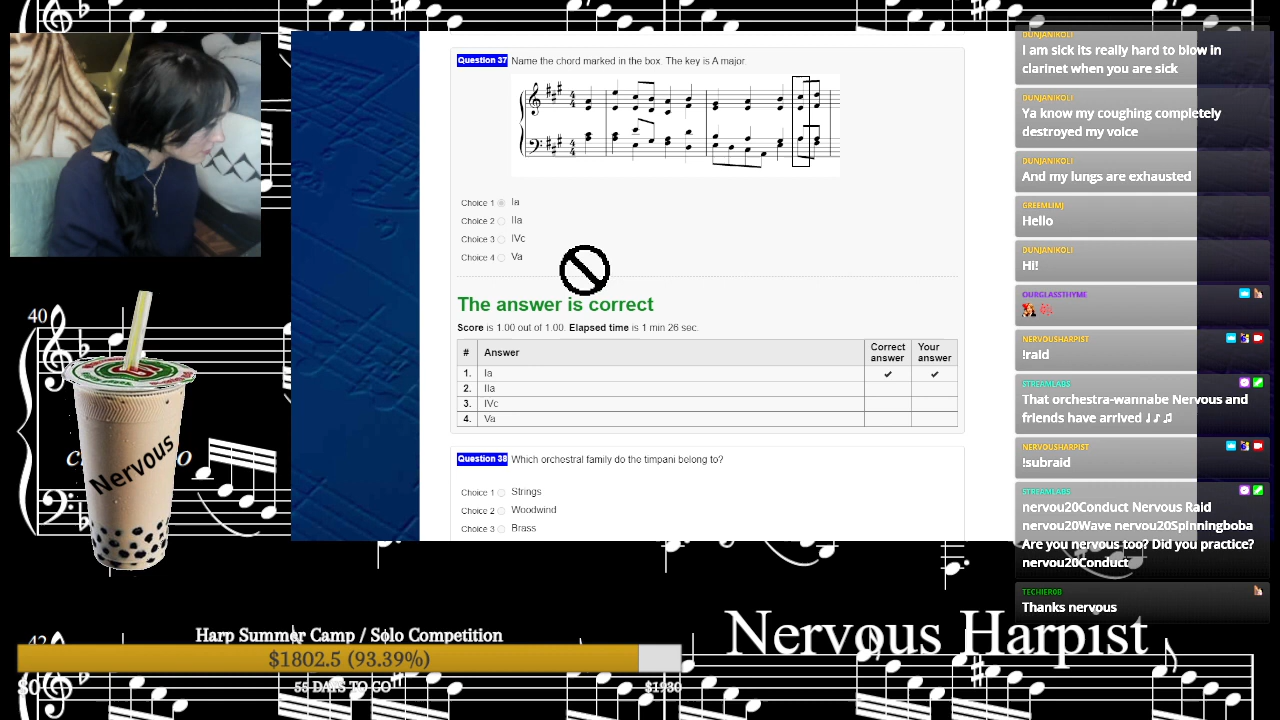 Question 37 Name the chord marked in the box. The key is A major.
Choice 1 Ia
Choice 2 IIa
Choice 3 IVc
Choice 4 Va
The answer is correct
Score is 1.00 out of 1.00. Elapsed time is 1 min 26 sec.
# Answer Correct answer Your answer
1. Ia
2. IIa
3. IVc
4. Va
Question 38 Which orchestral family do the timpani belong to?
Choice 1 Strings
Choice 2 Woodwind
Choice 3 Brass
DUNJANIKOLI
I am sick its really hard to blow in
clarinet when you are sick
DUNJANIKOLI
Ya know my coughing completely
destroyed my voice
DUNJANIKOLI
And my lungs are exhausted
GREEMLIMJ
Hello
DUNJANIKOLI
Hi!
OURGLASSTHYME
NERVOUSHARPIST
!raid
STREAMLABS
That orchestra-wannabe Nervous and
friends have arrived ♩♪♫
NERVOUSHARPIST
!subraid
STREAMLABS
nervou20Conduct Nervous Raid
nervou20Wave nervou20Spinningboba
Are you nervous too? Did you practice?
nervou20Conduct
TECHIEROB
Thanks nervous
40
Nervous
42
Harp Summer Camp / Solo Competition
$1802.5 (93.39%)
$0 55 DAYS TO GO $1930
Nervous Harpist